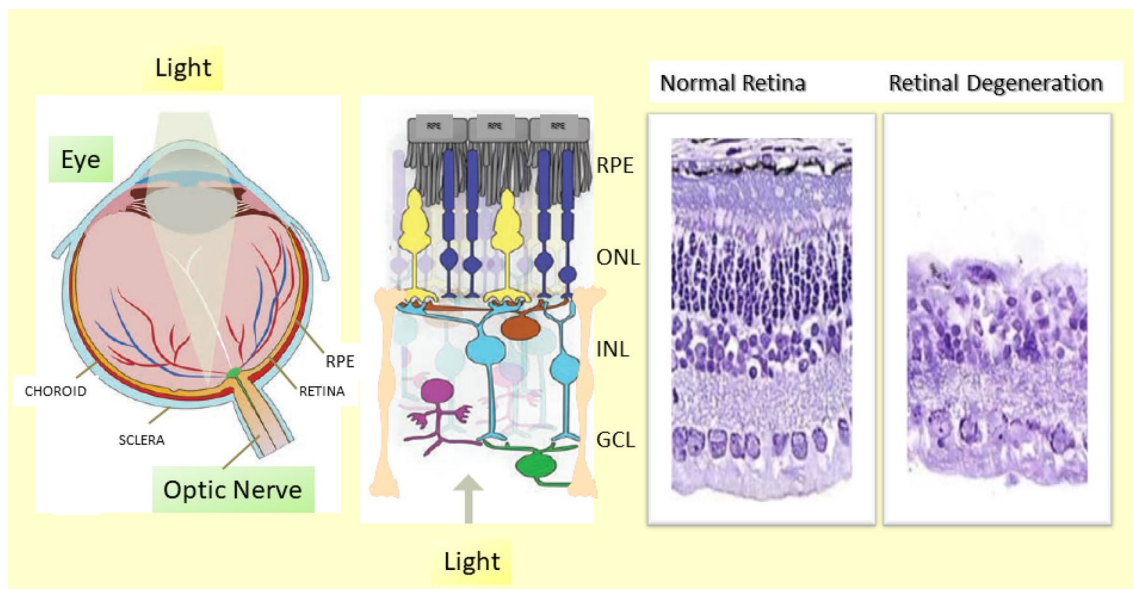 Light
Eye
RPE
CHOROID
RETINA
SCLERA
Optic Nerve
RPE RPE RPE
RPE
ONL
INL
GCL
Light
Normal Retina
Retinal Degeneration